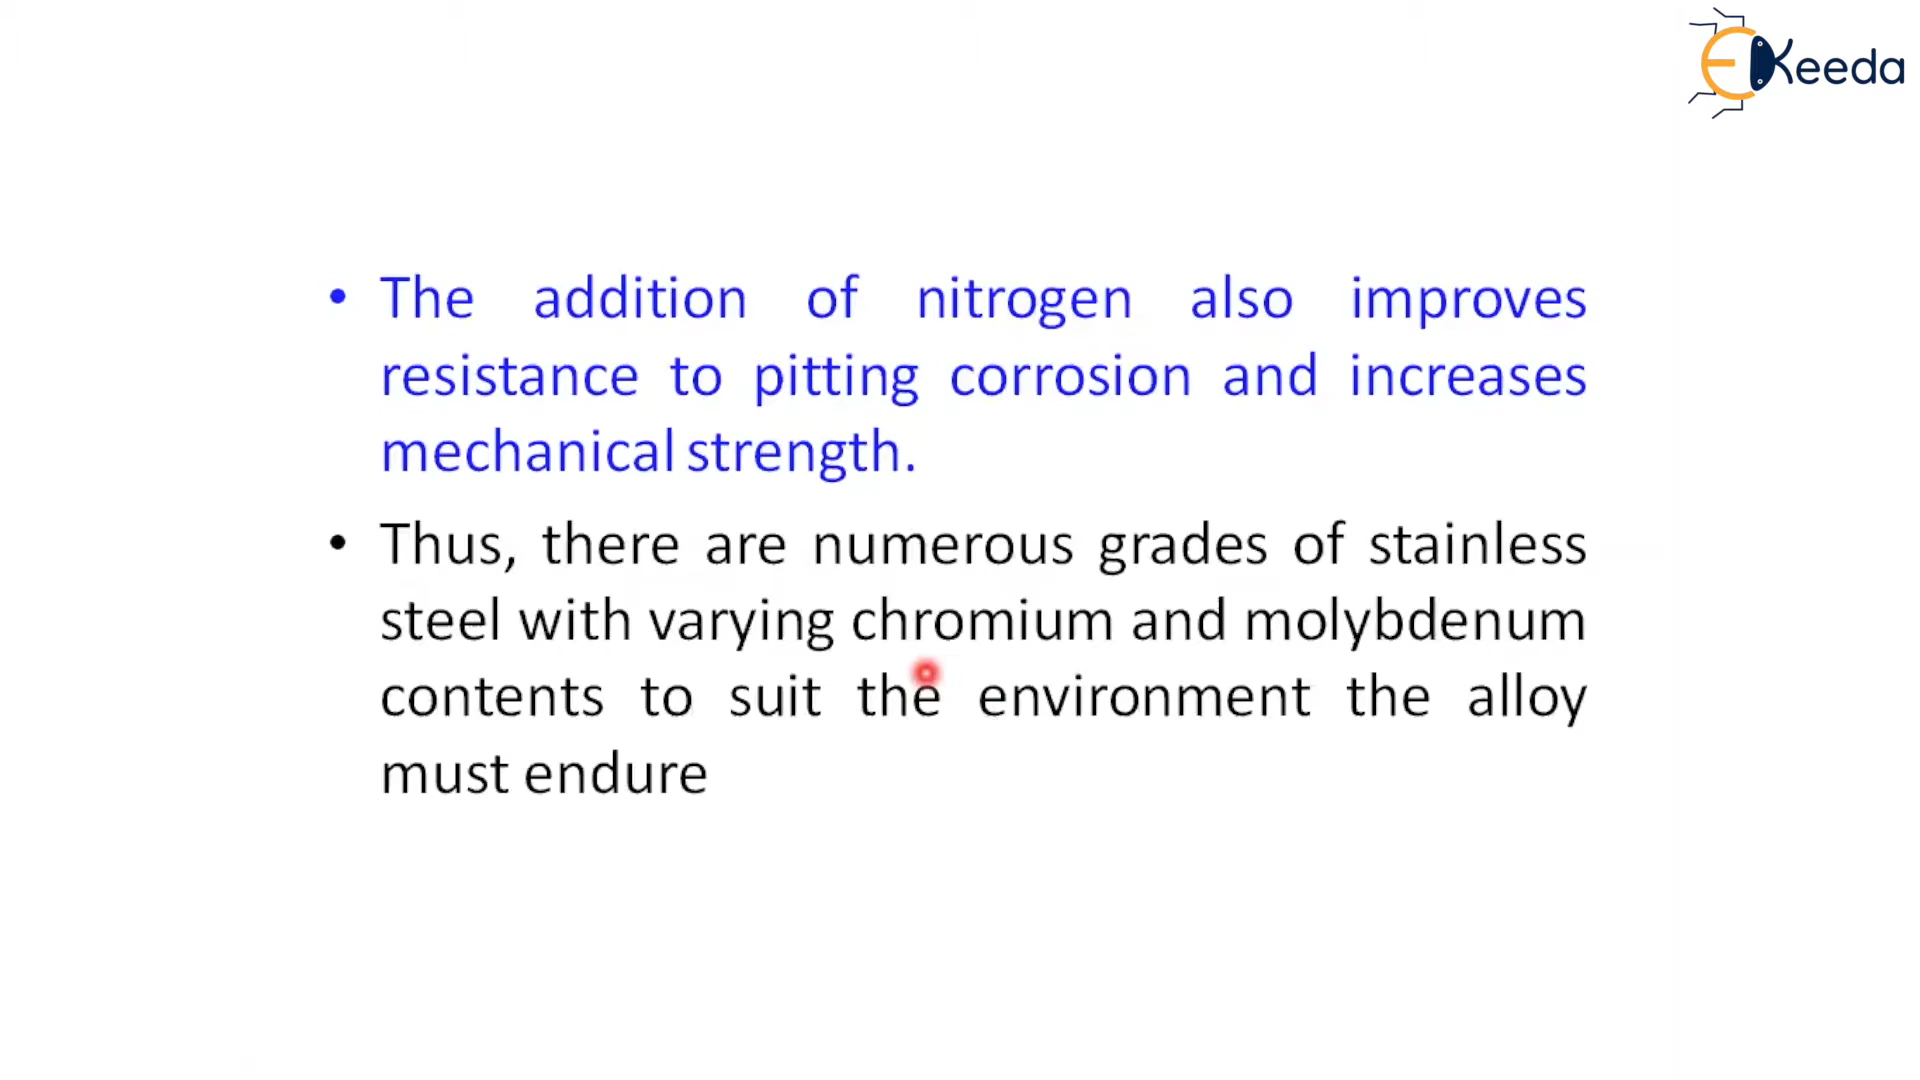 EKeeda
• The addition of nitrogen also improves
resistance to pitting corrosion and increases
mechanical strength.
• Thus, there are numerous grades of stainless
steel with varying chromium and molybdenum
contents to suit the environment the alloy
must endure